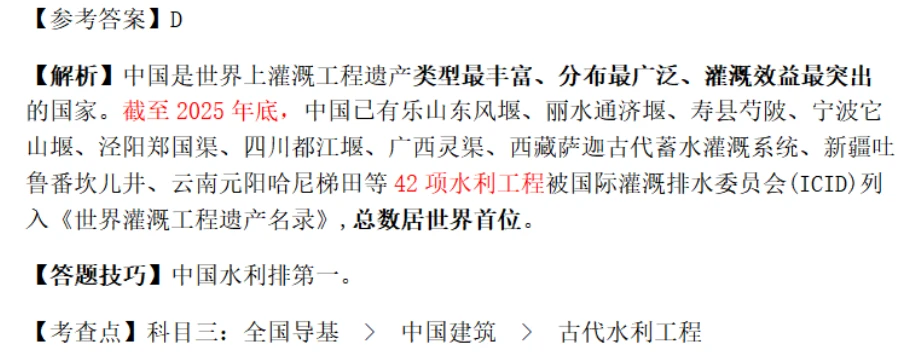 【参考答案】D
【解析】中国是世界上灌溉工程遗产类型最丰富、分布最广泛、灌溉效益最突出
的国家。截至2025年底，中国已有乐山东风堰、丽水通济堰、寿县芍陂、宁波它
山堰、泾阳郑国渠、四川都江堰、广西灵渠、西藏萨迦古代蓄水灌溉系统、新疆吐
鲁番坎儿井、云南元阳哈尼梯田等42项水利工程被国际灌溉排水委员会(ICID)列
入《世界灌溉工程遗产名录》,总数居世界首位。
【答题技巧】中国水利排第一。
【考查点】科目三：全国导基 > 中国建筑 > 古代水利工程